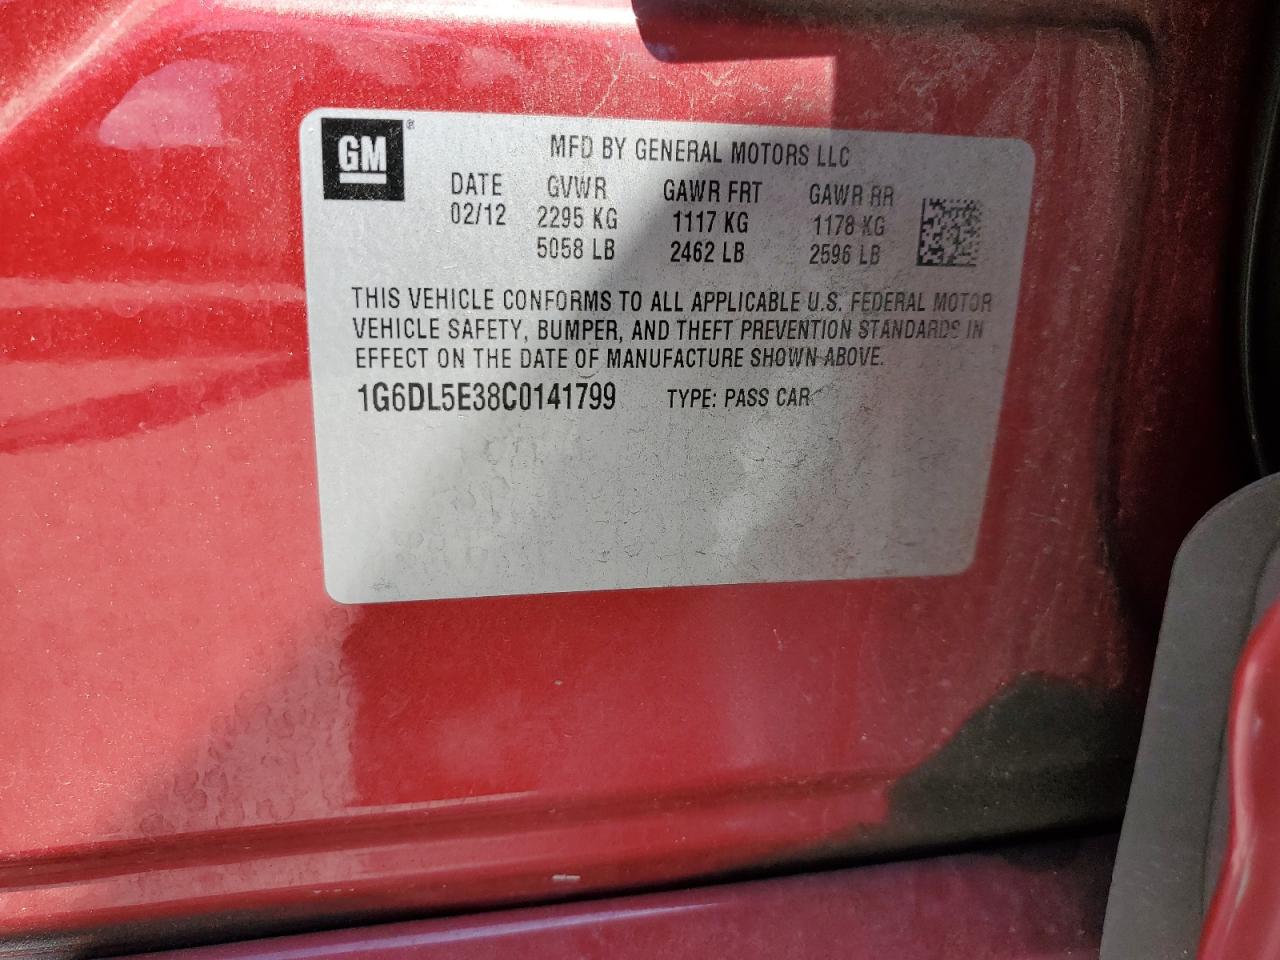 GM ®
MFD BY GENERAL MOTORS LLC
DATE GVWR GAWR FRT GAWR RR
02/12 2295 KG 1117 KG 1178 KG
5058 LB 2462 LB 2596 LB
THIS VEHICLE CONFORMS TO ALL APPLICABLE U.S. FEDERAL MOTOR
VEHICLE SAFETY, BUMPER, AND THEFT PREVENTION STANDARDS IN
EFFECT ON THE DATE OF MANUFACTURE SHOWN ABOVE.
1G6DL5E38C0141799 TYPE: PASS CAR